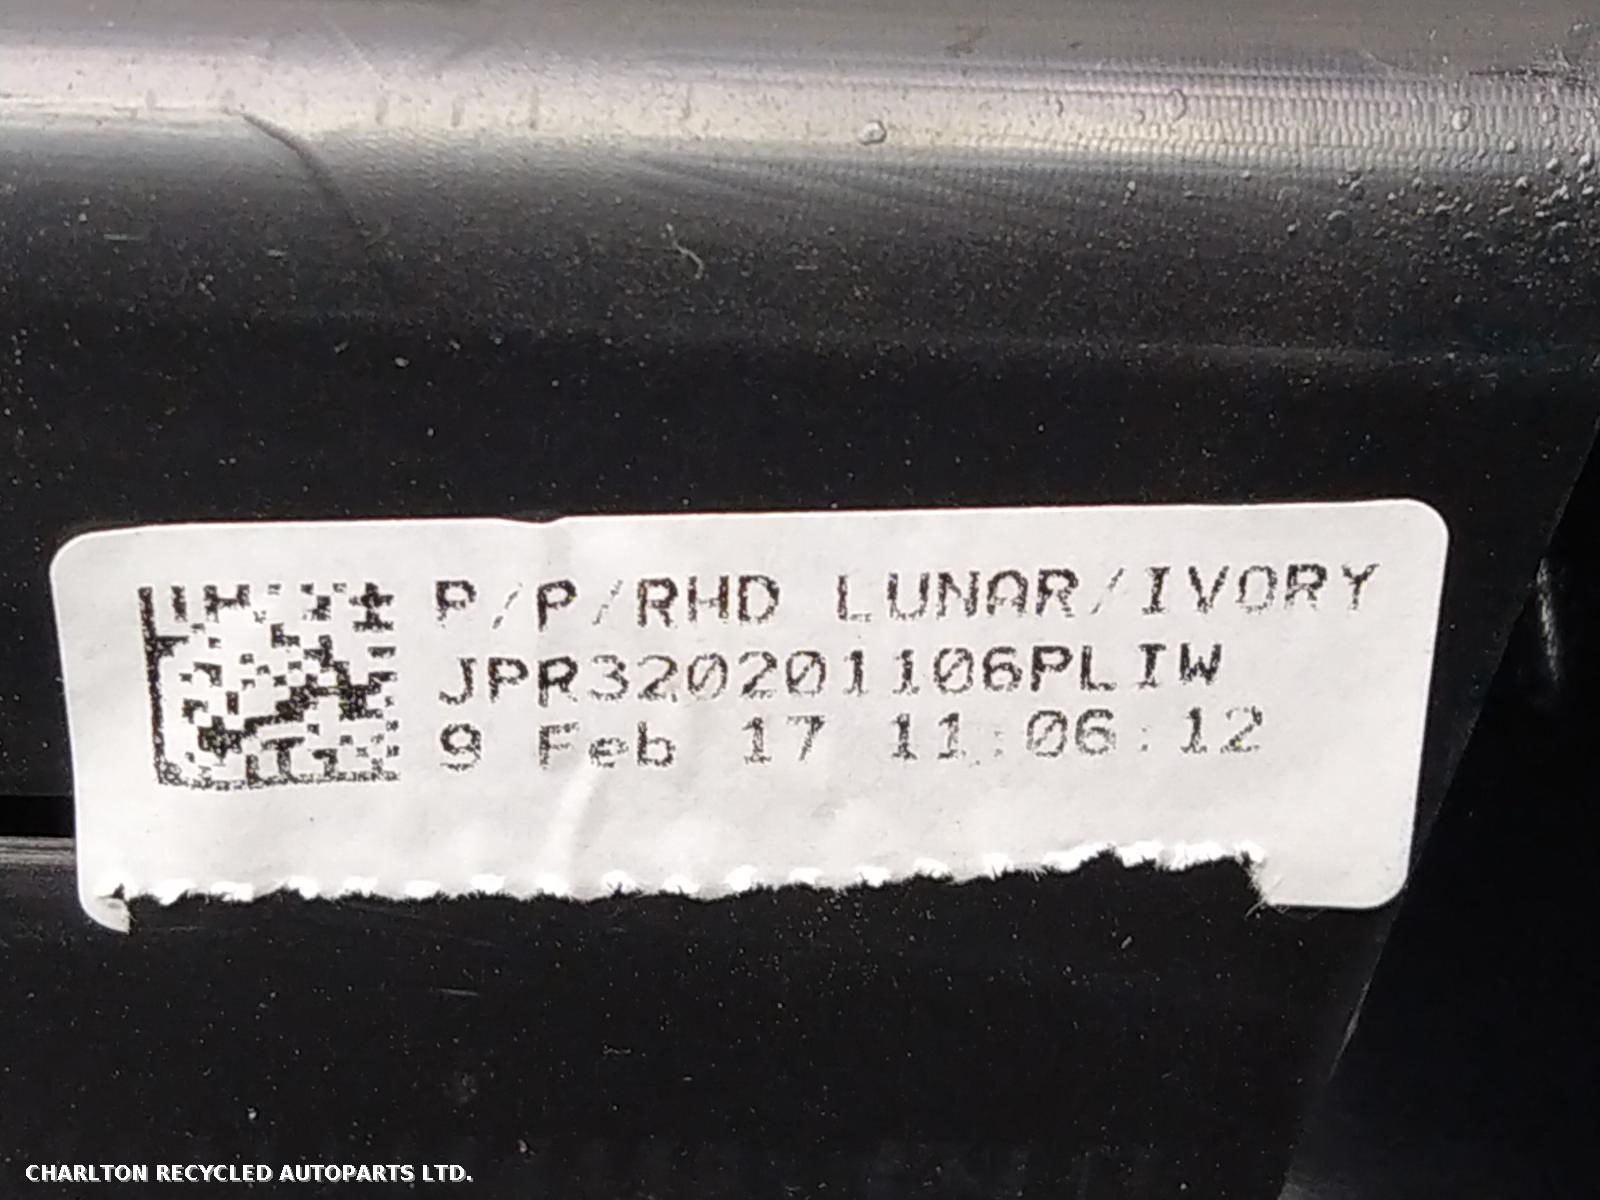 P/P/RHD LUNAR/IVORY
JPR320201106PLIW
9 Feb 17 11:06:12
CHARLTON RECYCLED AUTOPARTS LTD.